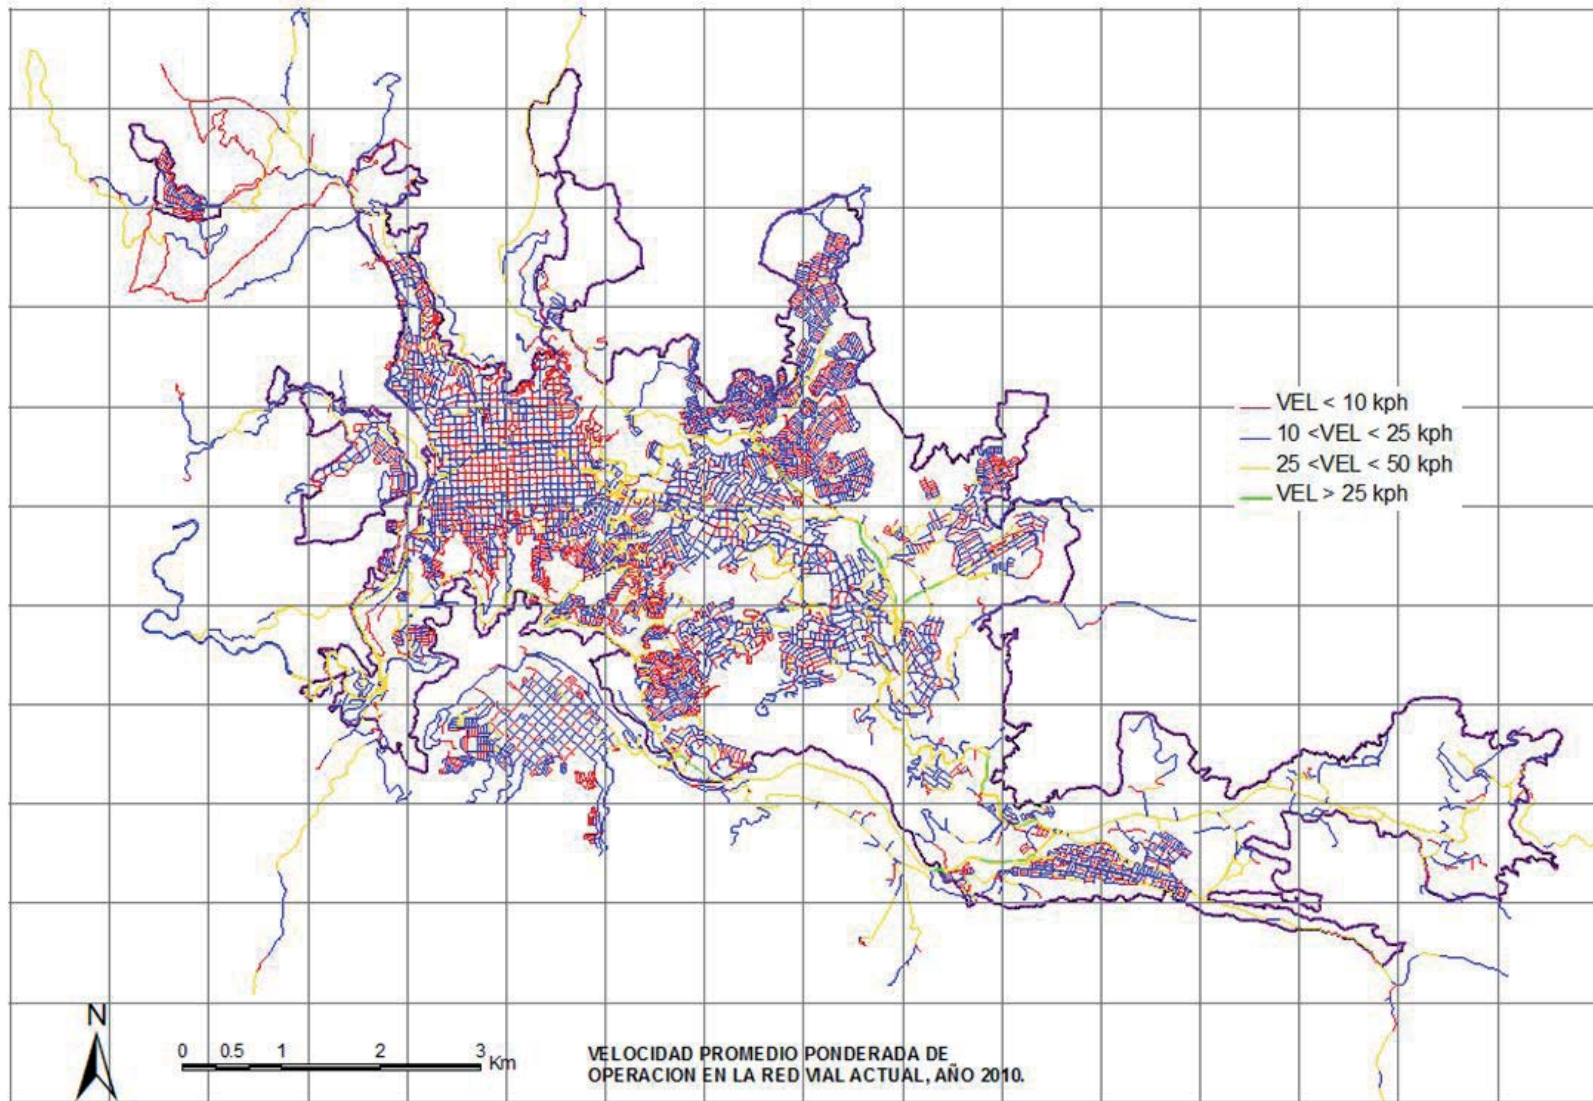 VEL < 10 kph
10 <VEL < 25 kph
25 <VEL < 50 kph
VEL > 25 kph
N
0 0.5 1 2 3 Km
VELOCIDAD PROMEDIO PONDERADA DE
OPERACION EN LA RED VIAL ACTUAL, AÑO 2010.